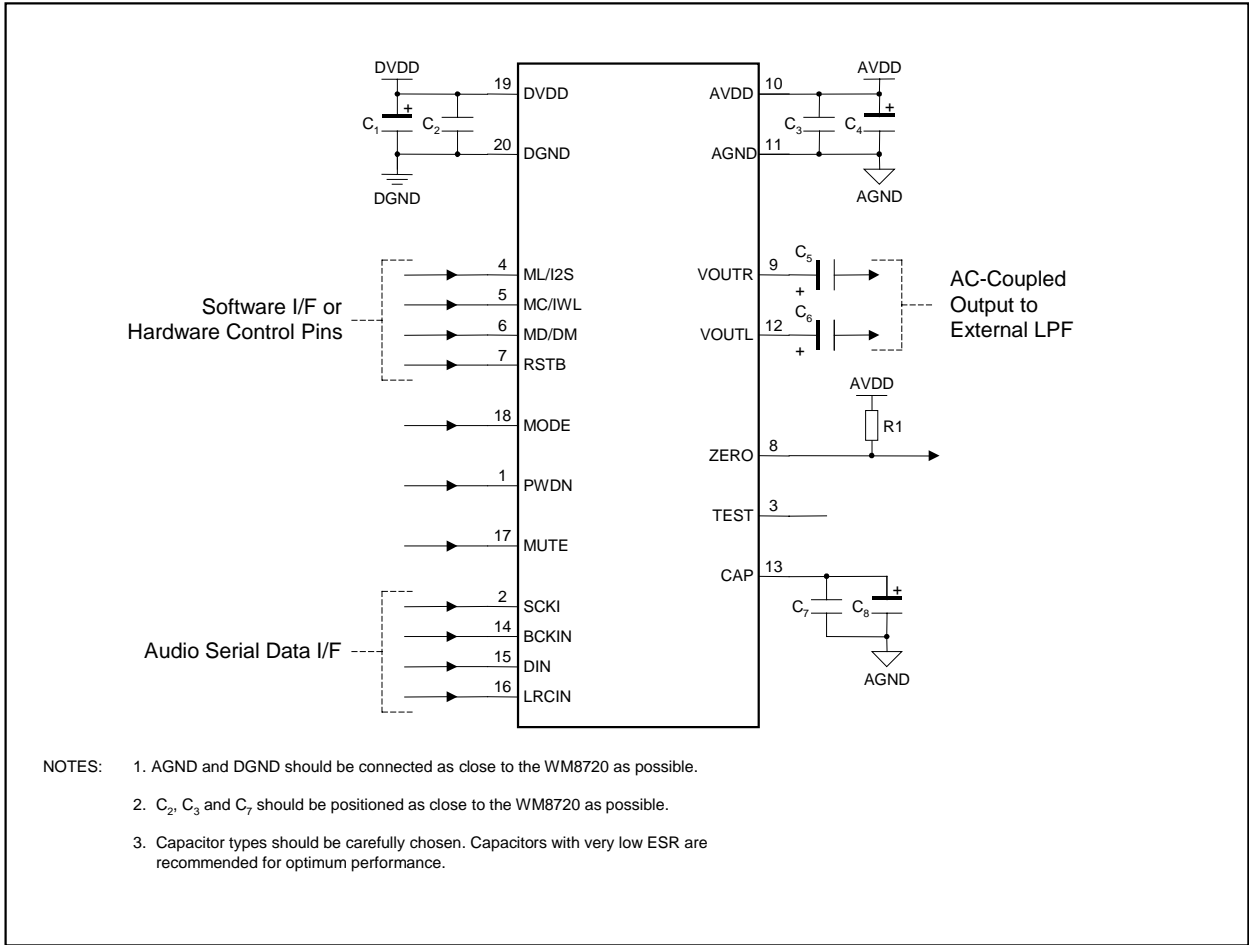 DVDD
19
DVDD
+
C1
C2
20
DGND
DGND
AVDD
10
AVDD
+
C3
C4
11
AGND
AGND
Software I/F or
Hardware Control Pins
4
ML/I2S
5
MC/IWL
6
MD/DM
7
RSTB
18
MODE
1
PWDN
17
MUTE
Audio Serial Data I/F
2
SCKI
14
BCKIN
15
DIN
16
LRCIN
VOUTR
9
C5
+
VOUTL
12
C6
+
AC-Coupled
Output to
External LPF
AVDD
R1
ZERO
8
TEST
3
CAP
13
+
C7
C8
AGND
NOTES: 1. AGND and DGND should be connected as close to the WM8720 as possible.
2. C2, C3 and C7 should be positioned as close to the WM8720 as possible.
3. Capacitor types should be carefully chosen. Capacitors with very low ESR are
recommended for optimum performance.